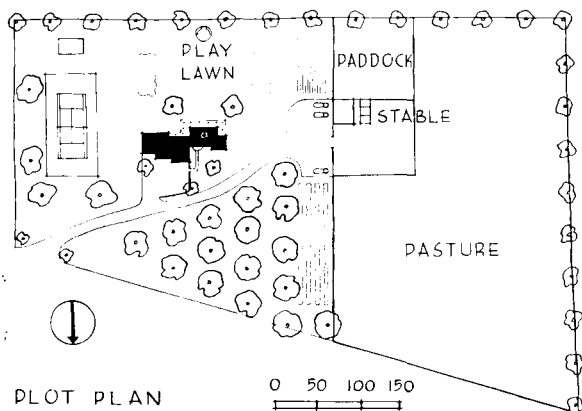 PLAY
LAWN
PADDOCK
STABLE
PASTURE
PLOT PLAN
0 50 100 150